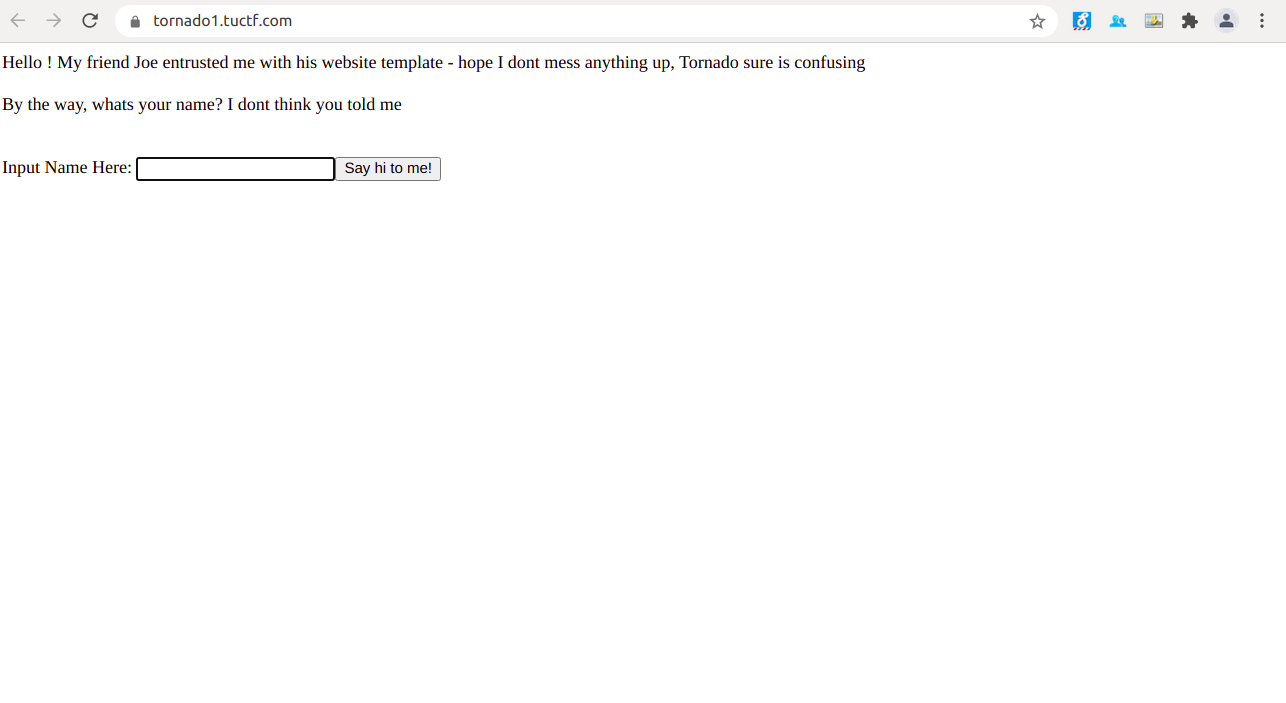 tornado1.tuctf.com
Hello ! My friend Joe entrusted me with his website template - hope I dont mess anything up, Tornado sure is confusing
By the way, whats your name? I dont think you told me
Input Name Here: Say hi to me!